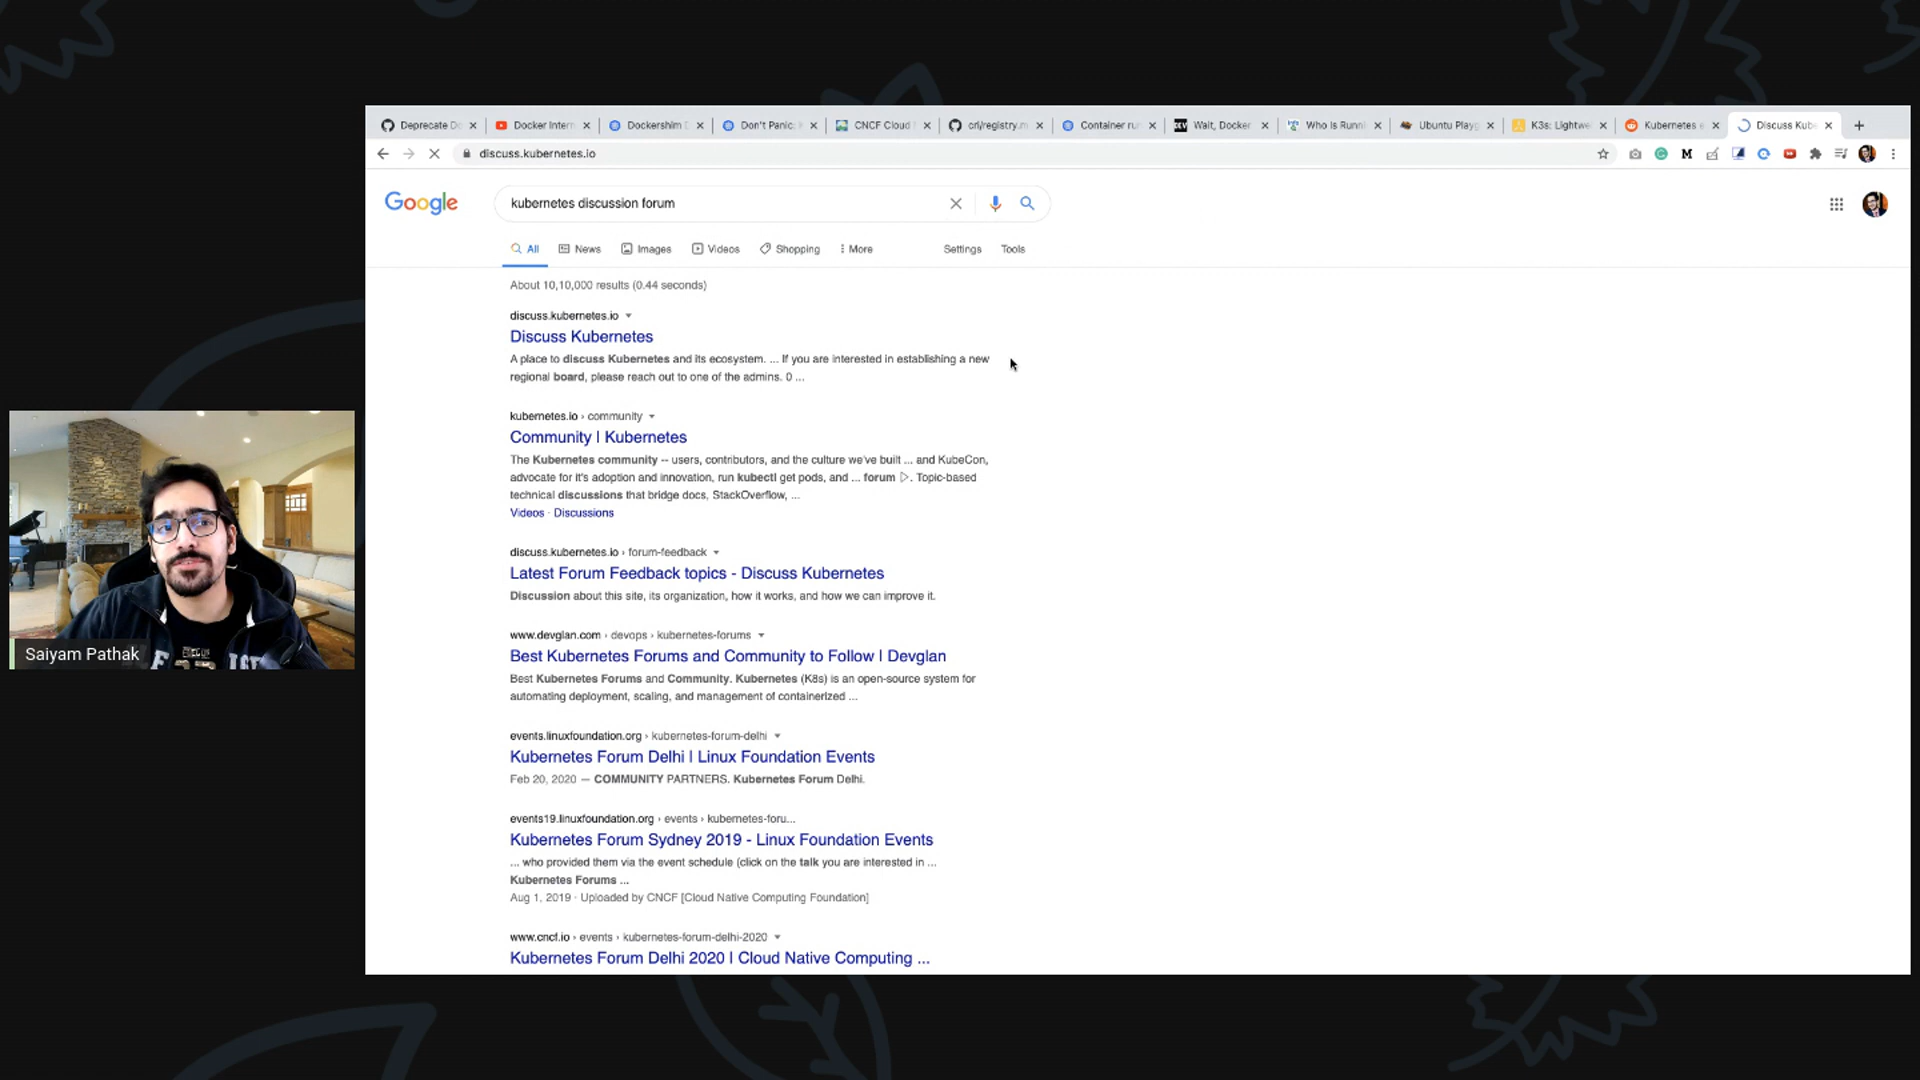 Deprecate Do
Docker Intern
Dockershim
Don't Panic:
CNCF Cloud
cri/registry.m
Container run
DEV
Wait, Docker
Who Is Runni
Ubuntu Playg
K3s: Lightwe
Kubernetes
Discuss Kube
discuss.kubernetes.io
M
Google
kubernetes discussion forum
All
News
Images
Videos
Shopping
More
Settings
Tools
About 10,10,000 results (0.44 seconds)
discuss.kubernetes.io
Discuss Kubernetes
A place to discuss Kubernetes and its ecosystem. ... If you are interested in establishing a new
regional board, please reach out to one of the admins. 0 ...
kubernetes.io › community
Community | Kubernetes
The Kubernetes community -- users, contributors, and the culture we've built ... and KubeCon,
advocate for it's adoption and innovation, run kubectl get pods, and ... forum ▷. Topic-based
technical discussions that bridge docs, StackOverflow, ...
Videos · Discussions
discuss.kubernetes.io › forum-feedback
Latest Forum Feedback topics - Discuss Kubernetes
Discussion about this site, its organization, how it works, and how we can improve it.
www.devglan.com › devops › kubernetes-forums
Best Kubernetes Forums and Community to Follow | Devglan
Best Kubernetes Forums and Community. Kubernetes (K8s) is an open-source system for
automating deployment, scaling, and management of containerized ...
Saiyam Pathak
events.linuxfoundation.org › kubernetes-forum-delhi
Kubernetes Forum Delhi | Linux Foundation Events
Feb 20, 2020 — COMMUNITY PARTNERS. Kubernetes Forum Delhi.
events19.linuxfoundation.org › events › kubernetes-foru...
Kubernetes Forum Sydney 2019 - Linux Foundation Events
... who provided them via the event schedule (click on the talk you are interested in ...
Kubernetes Forums ...
Aug 1, 2019 · Uploaded by CNCF [Cloud Native Computing Foundation]
www.cncf.io › events › kubernetes-forum-delhi-2020
Kubernetes Forum Delhi 2020 | Cloud Native Computing ...